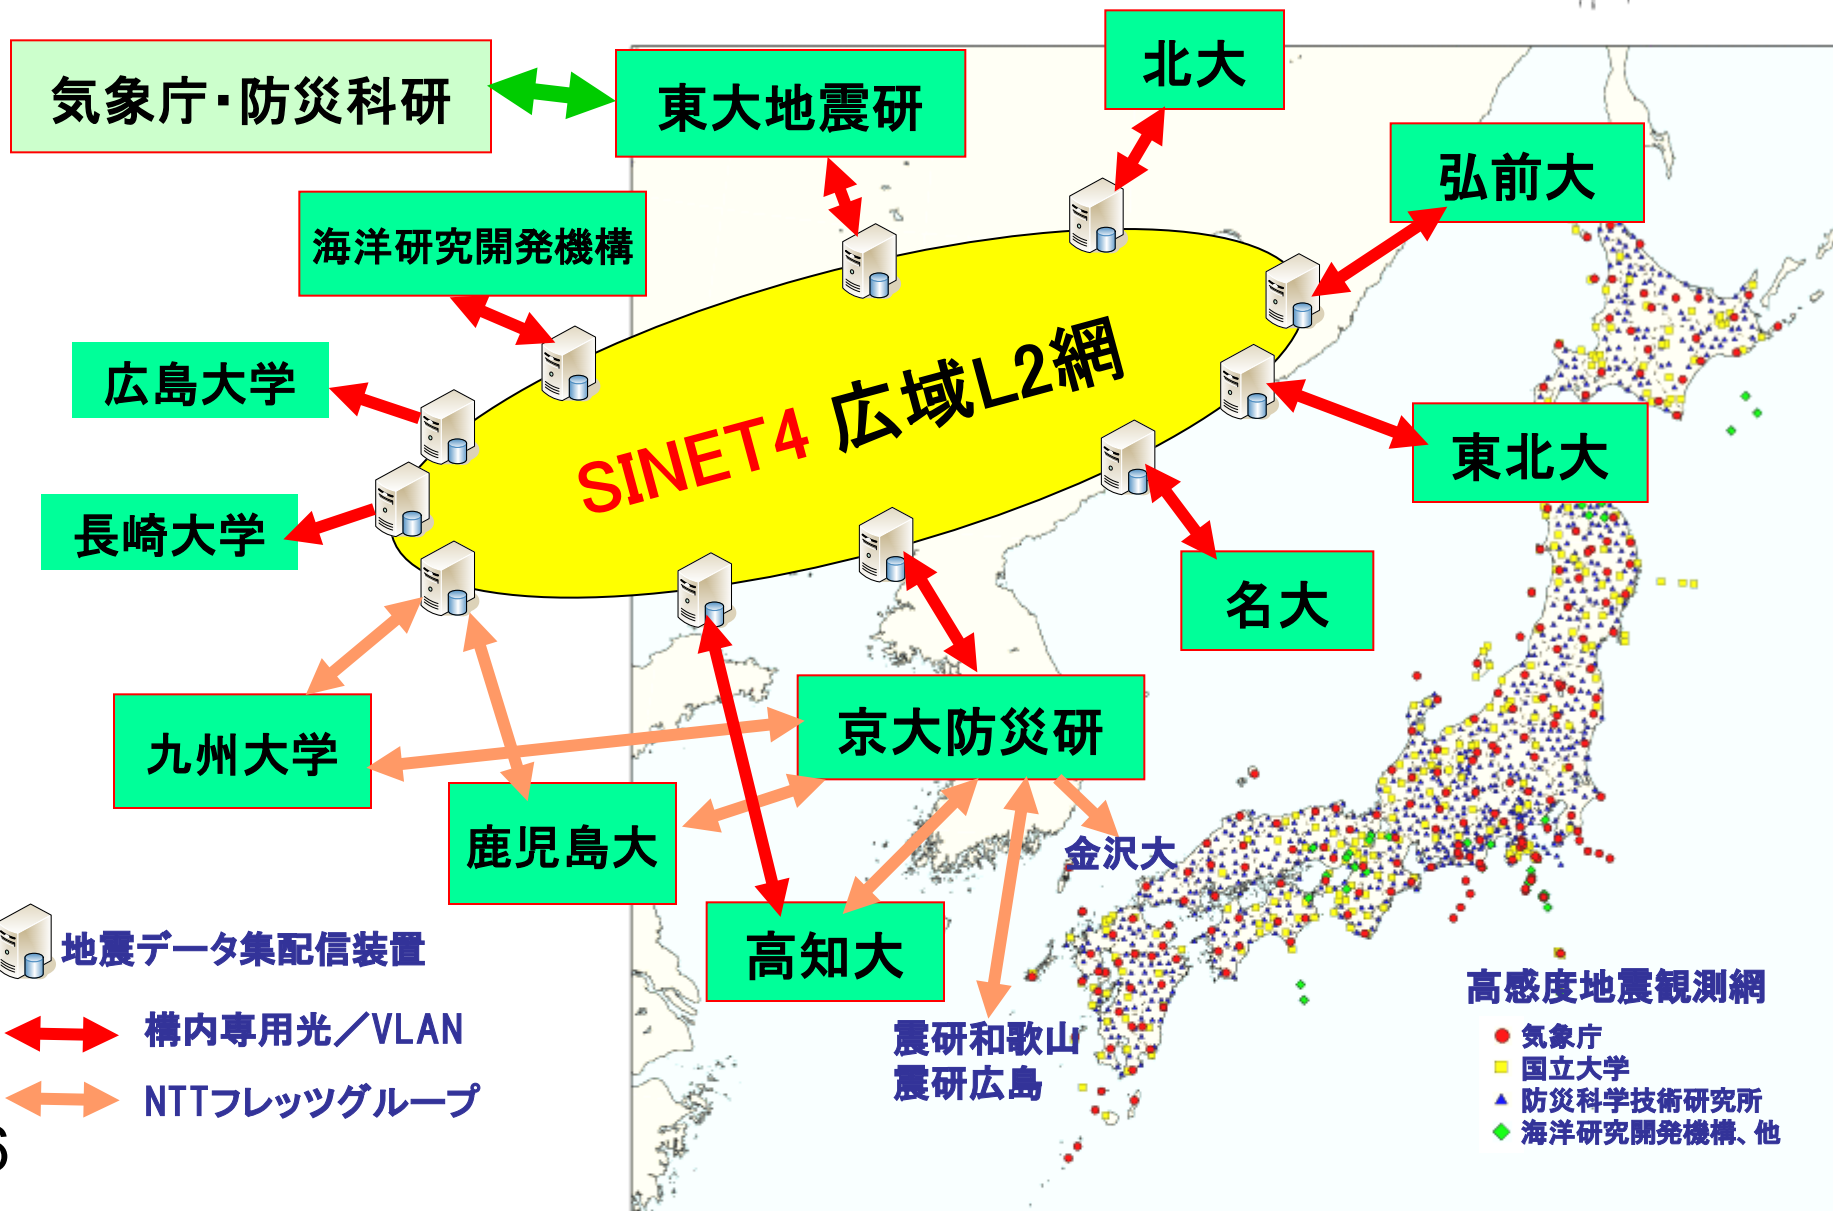 気象庁・防災科研
東大地震研
北大
弘前大
海洋研究開発機構
広島大学
SINET4 広域L2網
東北大
長崎大学
名大
九州大学
京大防災研
鹿児島大
金沢大
高知大
地震データ集配信装置
構内専用光／VLAN
NTTフレッツグループ
震研和歌山
震研広島
高感度地震観測網
気象庁
国立大学
防災科学技術研究所
海洋研究開発機構、他
6